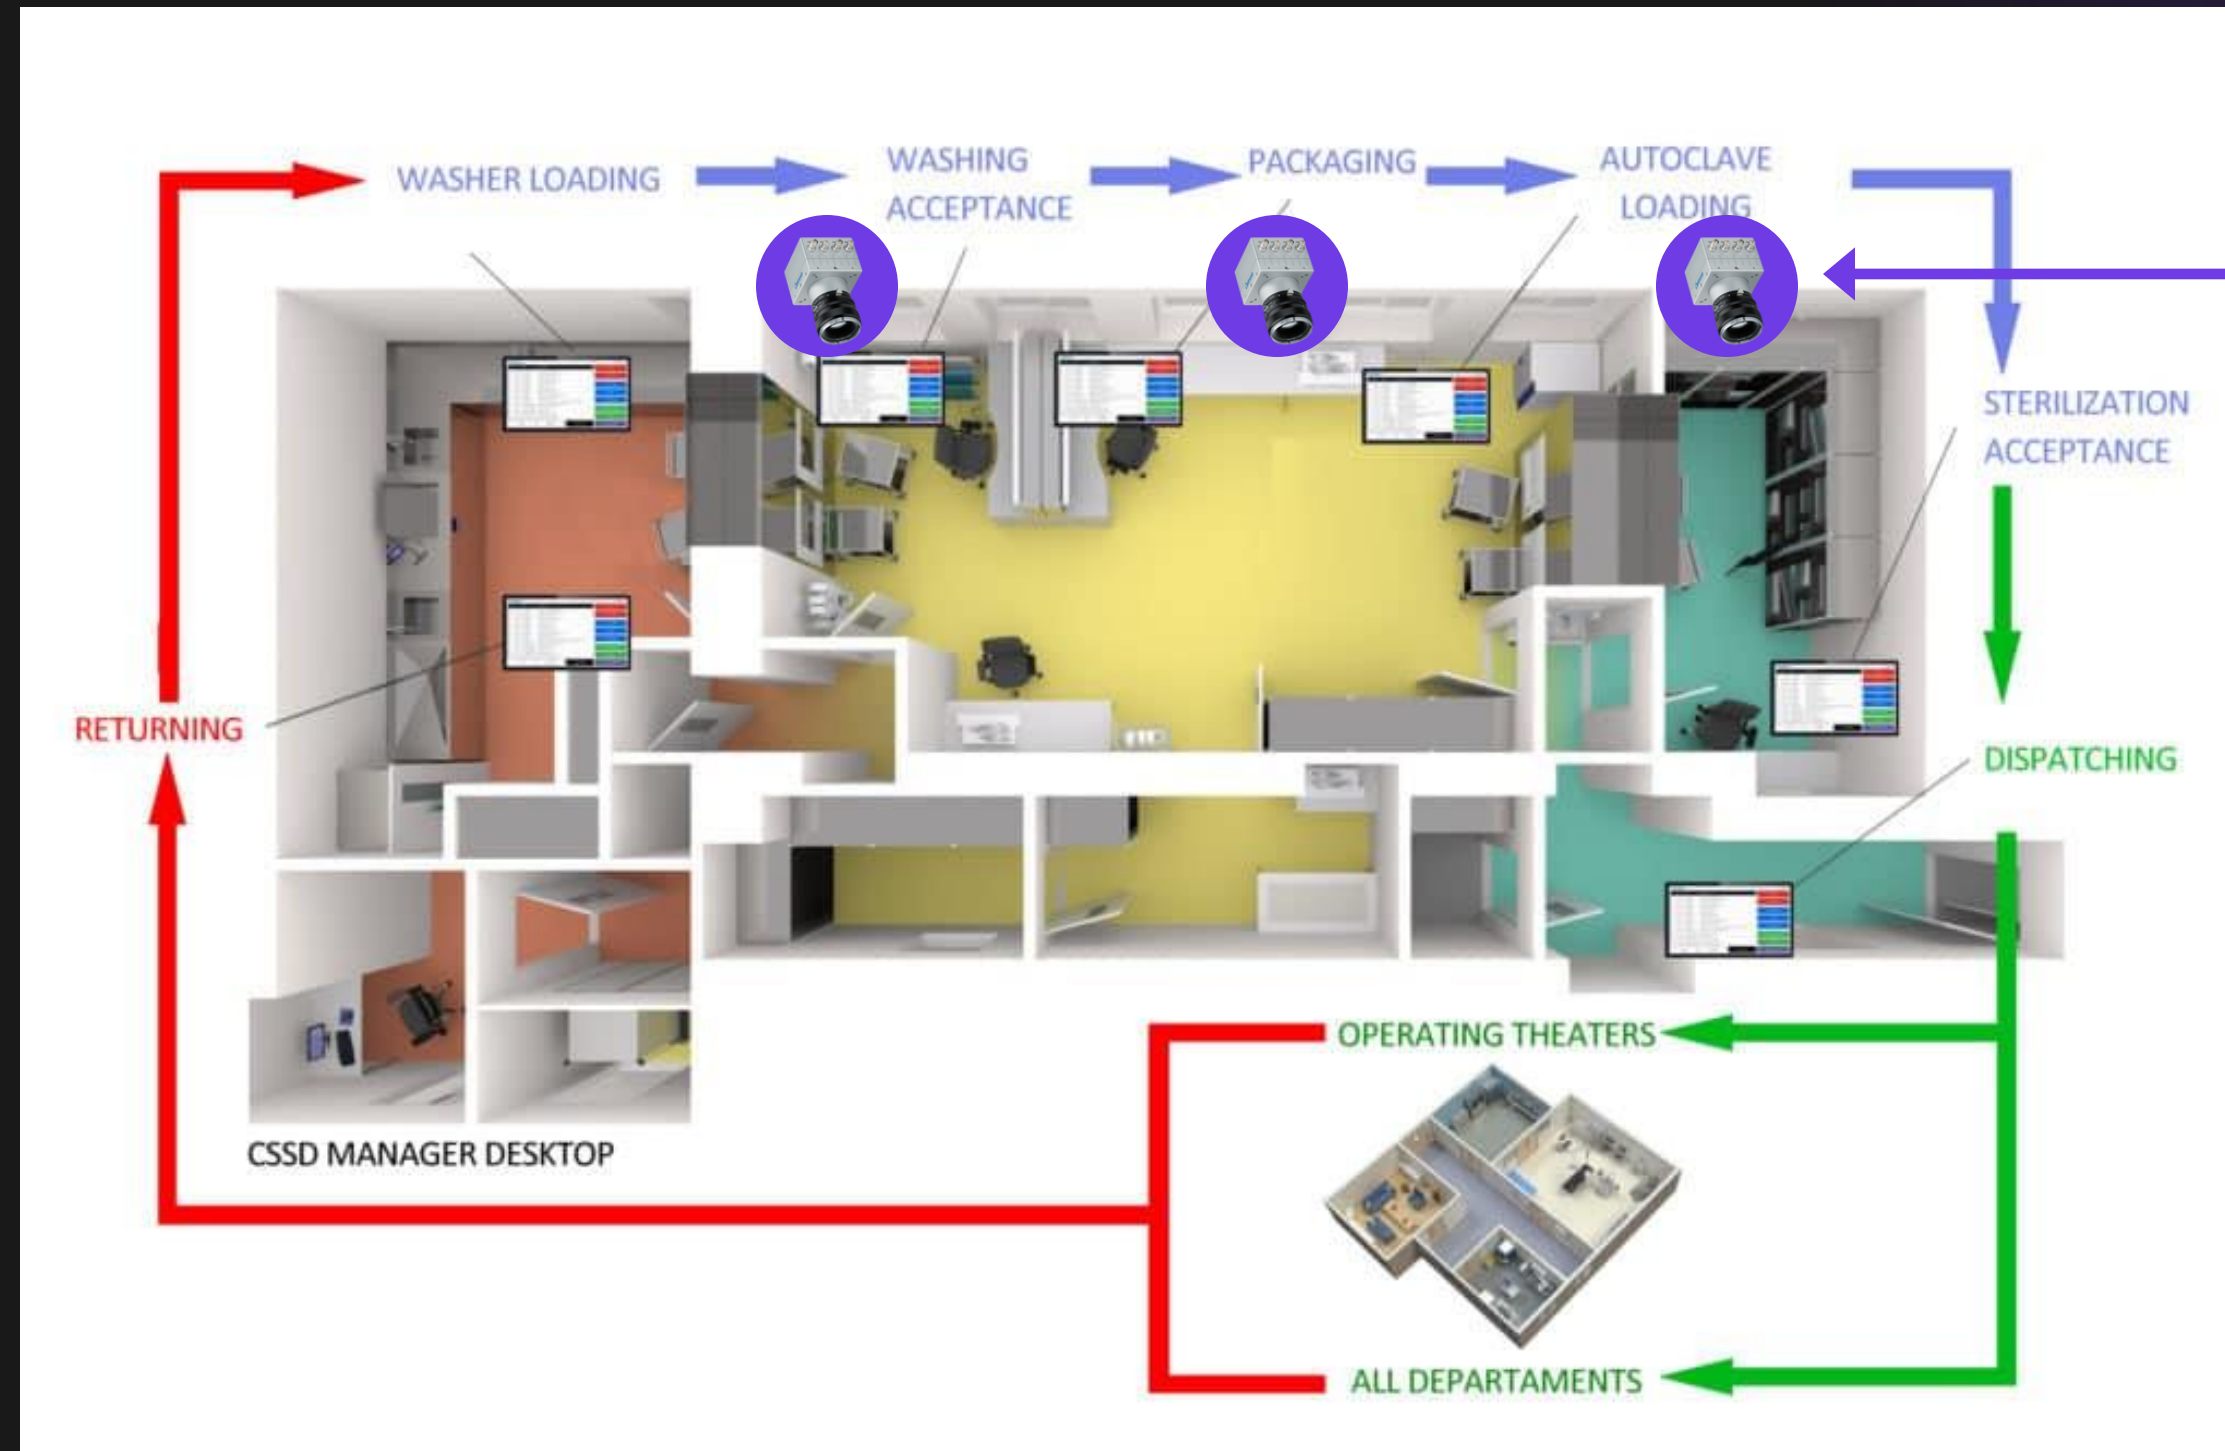 WASHER LOADING
WASHING
ACCEPTANCE
PACKAGING
AUTOCLAVE
LOADING
STERILIZATION
ACCEPTANCE
RETURNING
DISPATCHING
OPERATING THEATERS
CSSD MANAGER DESKTOP
ALL DEPARTAMENTS